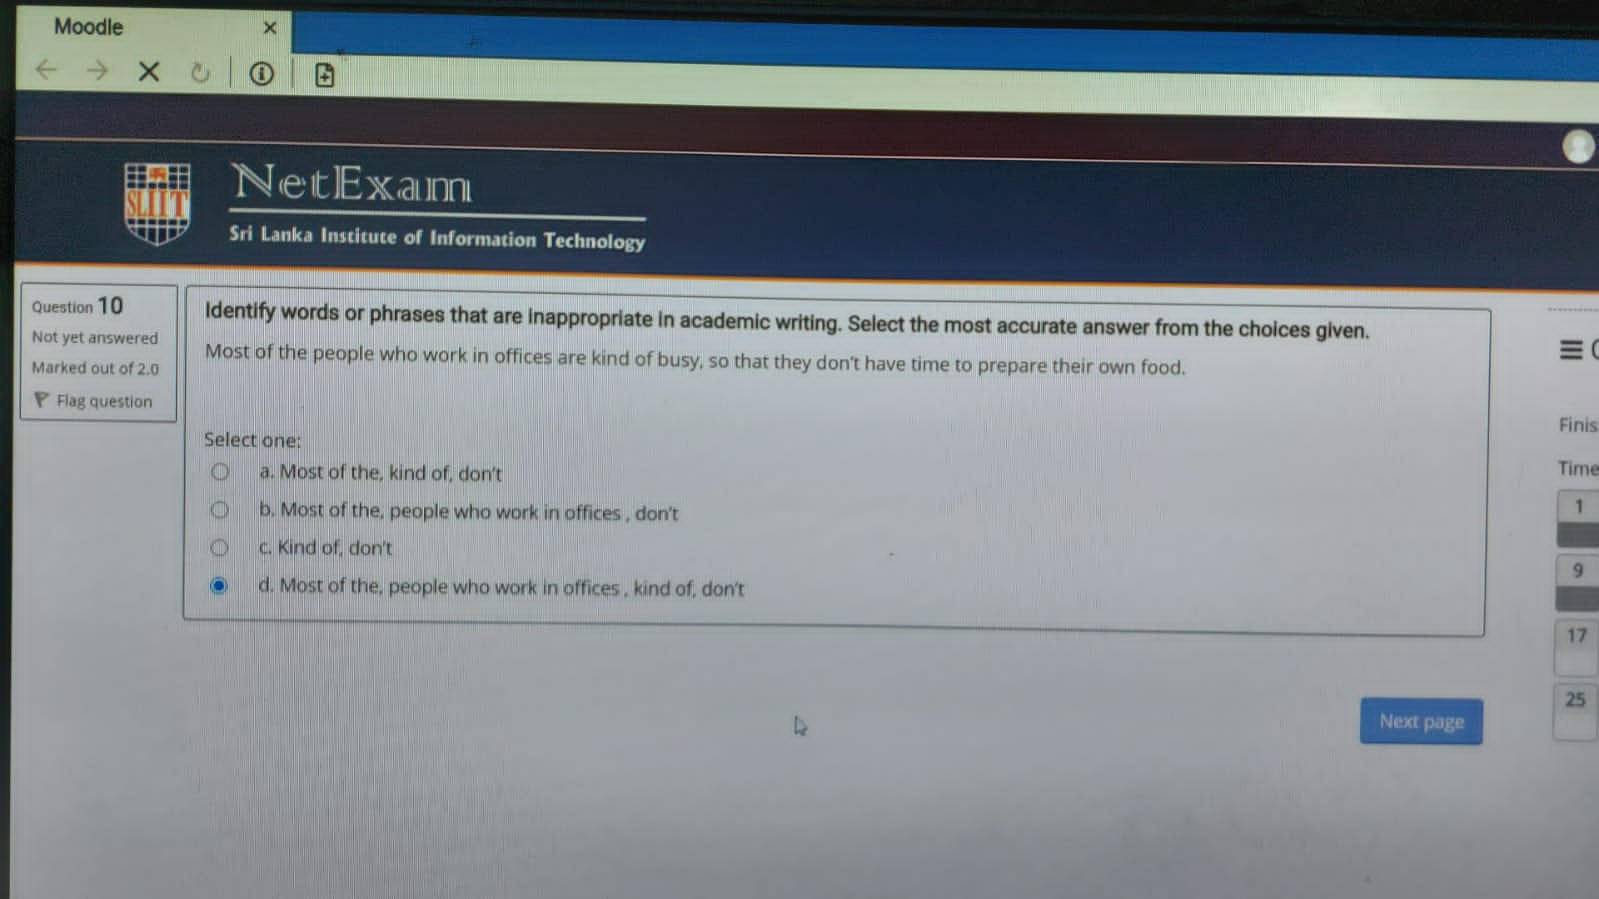 Moodle
NetExam
SLIIT
Sri Lanka Institute of Information Technology
Question 10
Not yet answered
Marked out of 2.0
Flag question
Identify words or phrases that are inappropriate in academic writing. Select the most accurate answer from the choices given.
Most of the people who work in offices are kind of busy, so that they don't have time to prepare their own food.
Select one:
a. Most of the, kind of, don't
b. Most of the, people who work in offices , don't
c. Kind of, don't
d. Most of the, people who work in offices , kind of, don't
Next page
Finis
Time
1
9
17
25